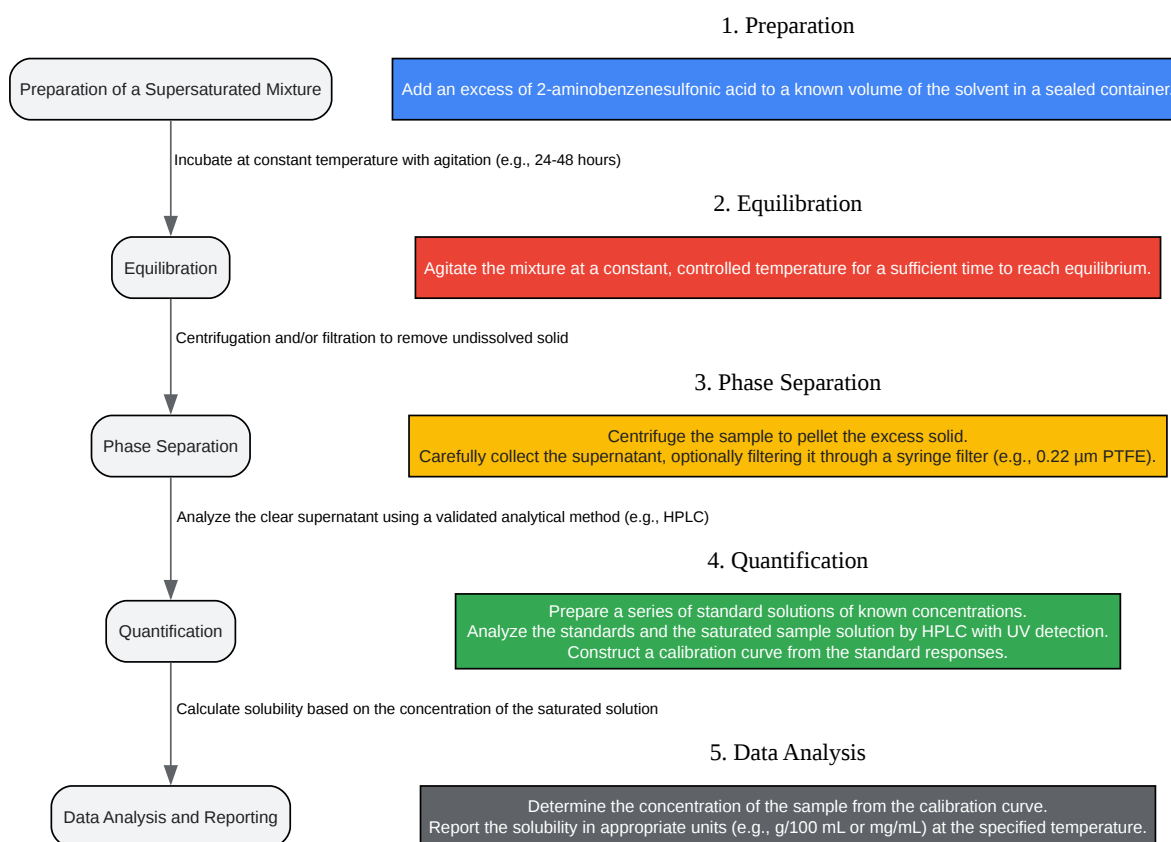 1. Preparation
Preparation of a Supersaturated Mixture
Add an excess of 2-aminobenzenesulfonic acid to a known volume of the solvent in a sealed container.
Incubate at constant temperature with agitation (e.g., 24-48 hours)
2. Equilibration
Equilibration
Agitate the mixture at a constant, controlled temperature for a sufficient time to reach equilibrium.
Centrifugation and/or filtration to remove undissolved solid
3. Phase Separation
Phase Separation
Centrifuge the sample to pellet the excess solid.
Carefully collect the supernatant, optionally filtering it through a syringe filter (e.g., 0.22 µm PTFE).
Analyze the clear supernatant using a validated analytical method (e.g., HPLC)
4. Quantification
Quantification
Prepare a series of standard solutions of known concentrations.
Analyze the standards and the saturated sample solution by HPLC with UV detection.
Construct a calibration curve from the standard responses.
Calculate solubility based on the concentration of the saturated solution
5. Data Analysis
Data Analysis and Reporting
Determine the concentration of the sample from the calibration curve.
Report the solubility in appropriate units (e.g., g/100 mL or mg/mL) at the specified temperature.